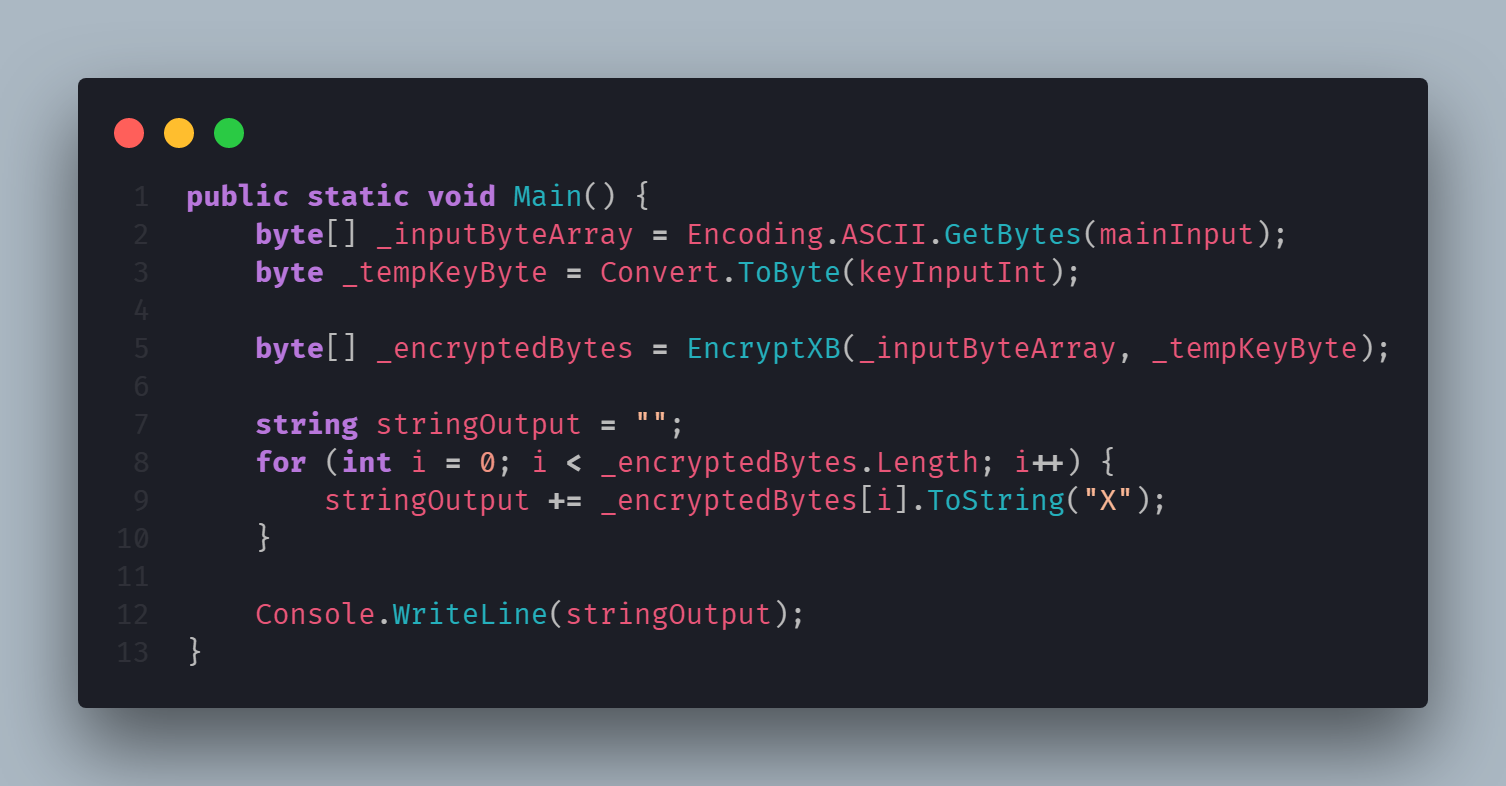 1 public static void Main() {
2     byte[] _inputByteArray = Encoding.ASCII.GetBytes(mainInput);
3     byte _tempKeyByte = Convert.ToByte(keyInputInt);
4
5     byte[] _encryptedBytes = EncryptXB(_inputByteArray, _tempKeyByte);
6
7     string stringOutput = "";
8     for (int i = 0; i < _encryptedBytes.Length; i++) {
9         stringOutput += _encryptedBytes[i].ToString("X");
10     }
11
12     Console.WriteLine(stringOutput);
13 }